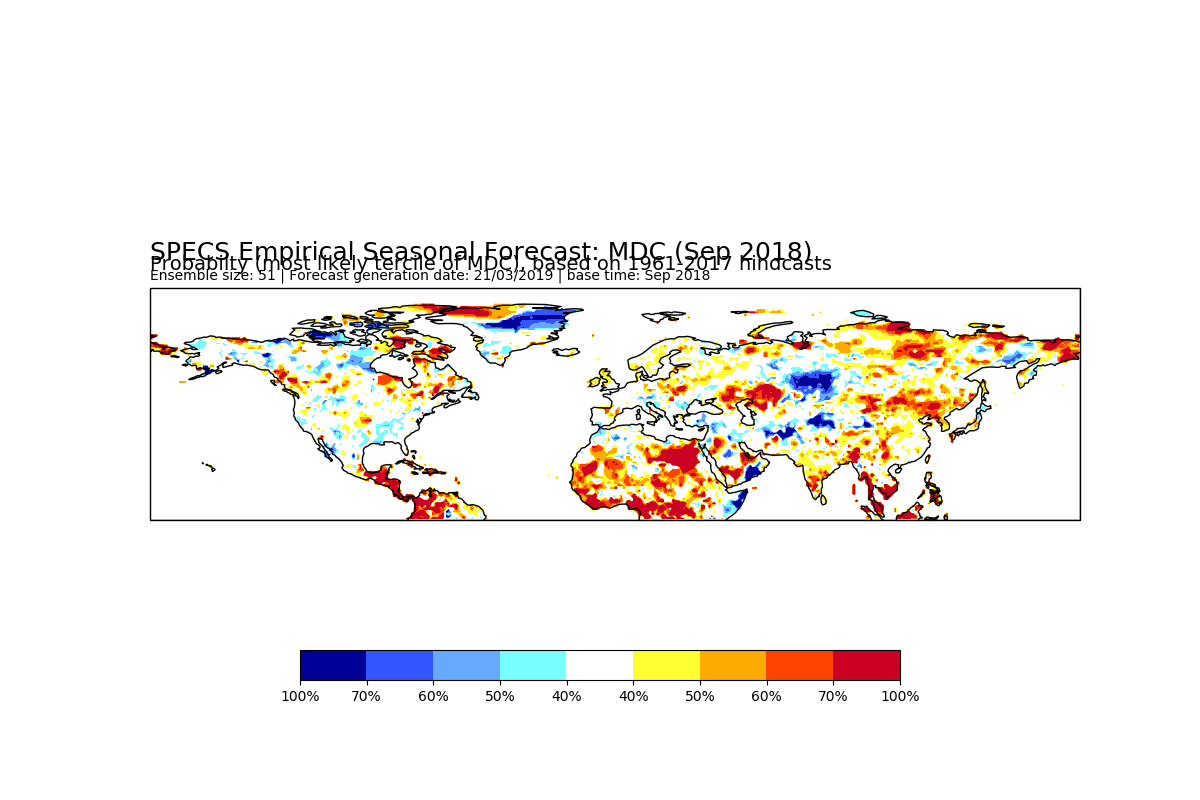 SPECS Empirical Seasonal Forecast: MDC (Sep 2018)
Probabilty (most likely tercile of MDC), based on 1961-2017 hindcasts
Ensemble size: 51 | Forecast generation date: 21/03/2019 | base time: Sep 2018
100% 70% 60% 50% 40% 40% 50% 60% 70% 100%